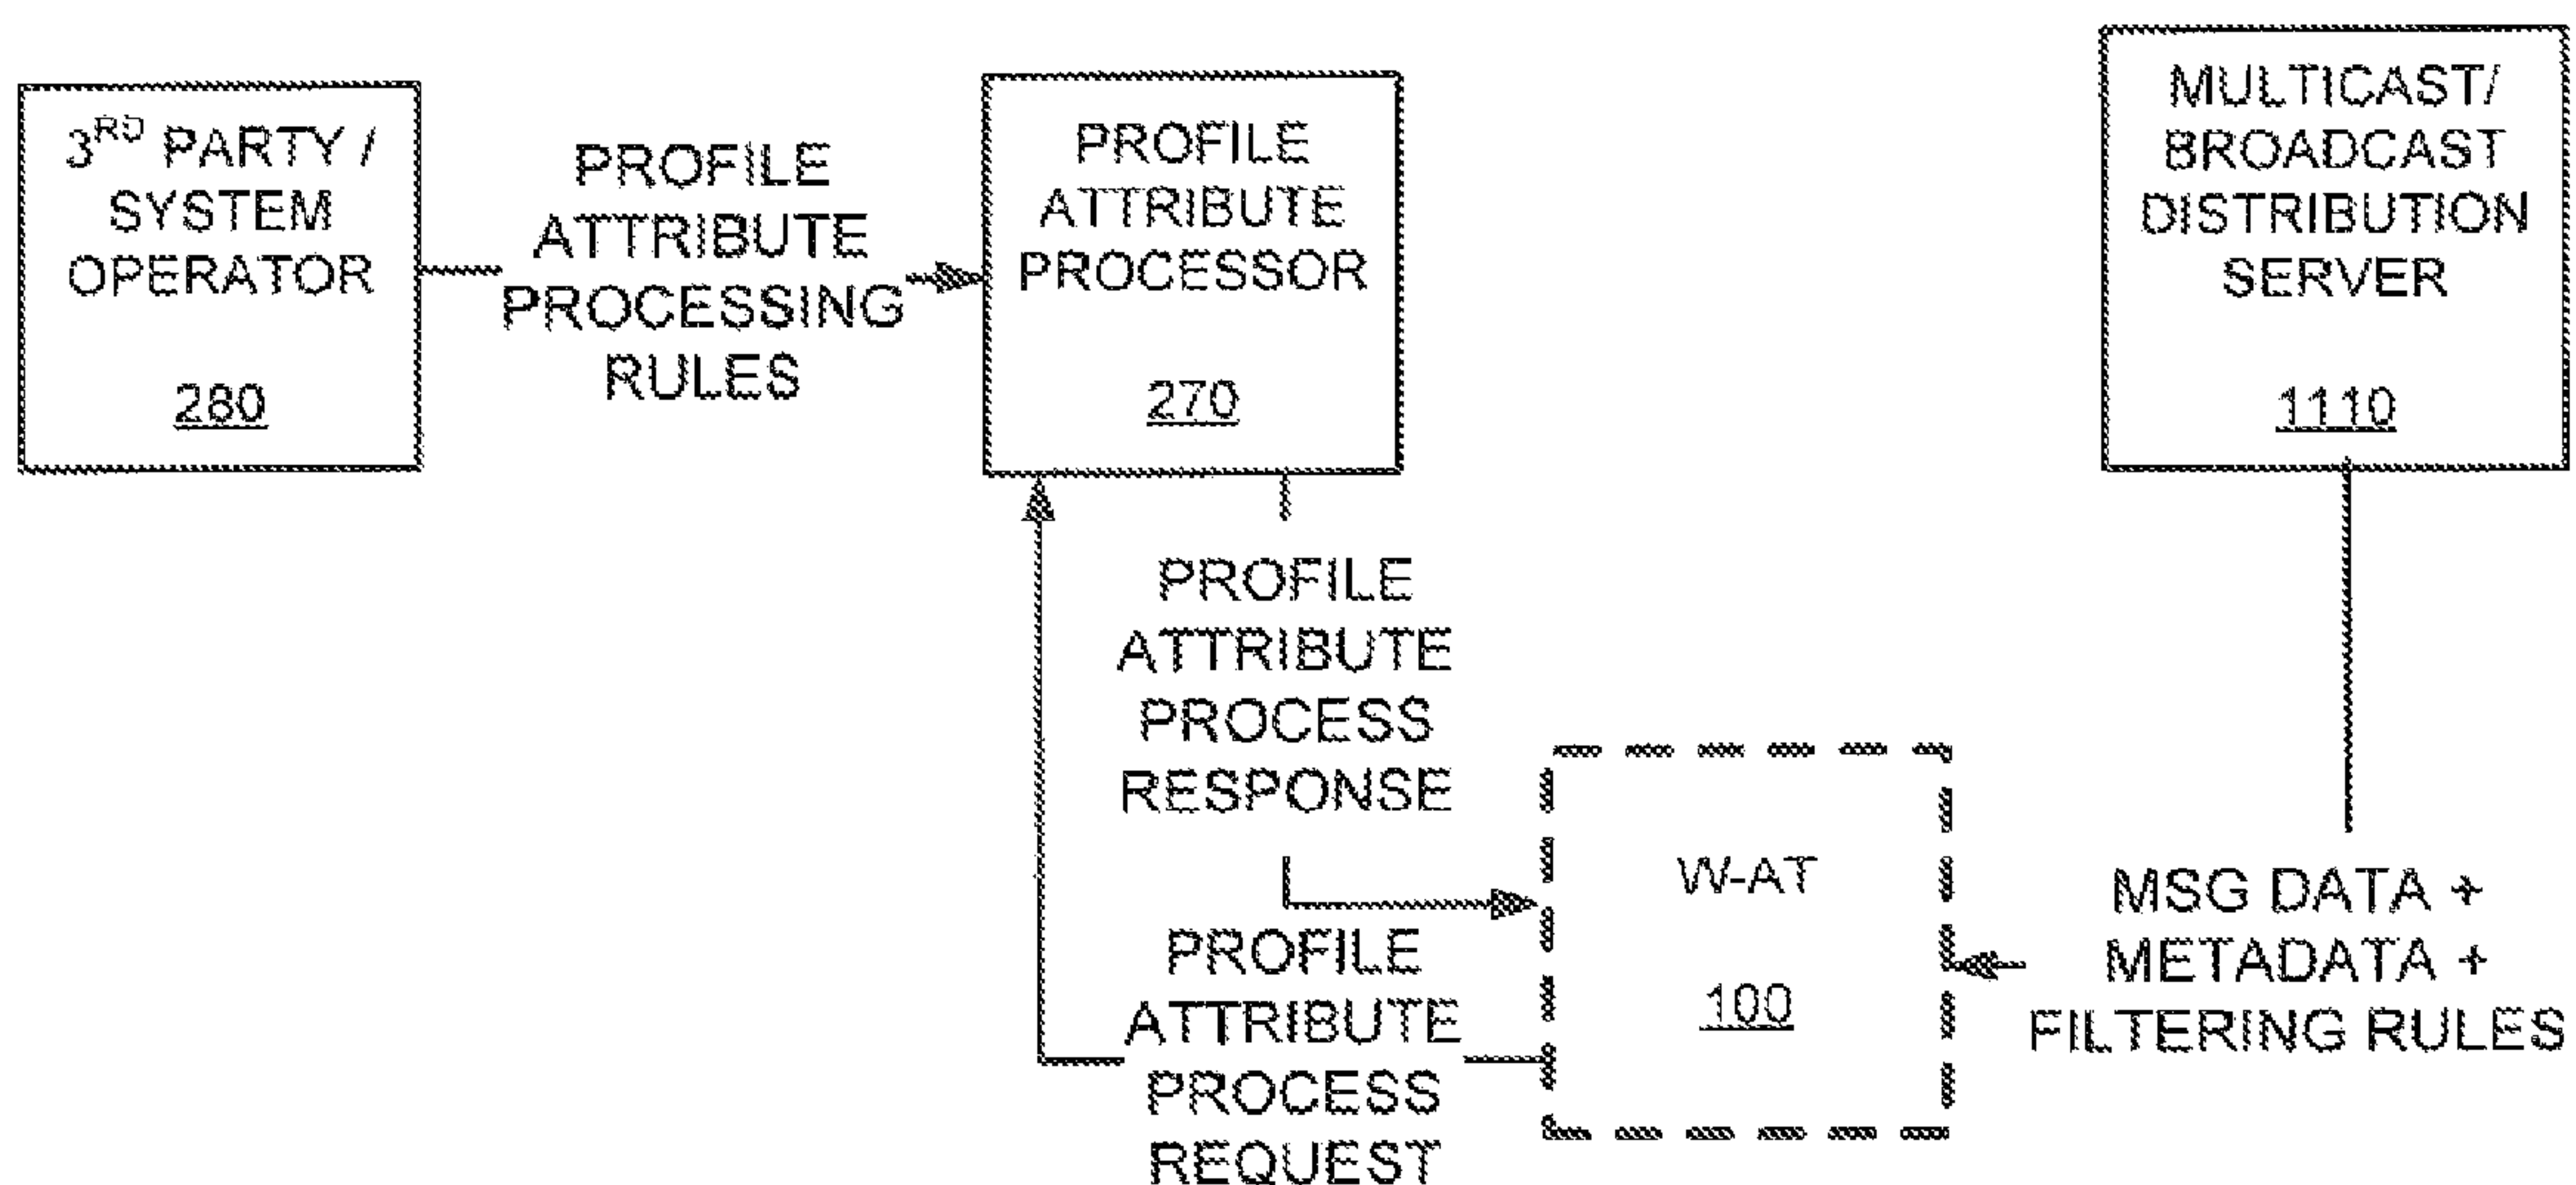 3RD PARTY /
SYSTEM
OPERATOR
280
PROFILE
ATTRIBUTE
PROCESSING
RULES
PROFILE
ATTRIBUTE
PROCESSOR
270
MULTICAST/
BROADCAST
DISTRIBUTION
SERVER
1110
PROFILE
ATTRIBUTE
PROCESS
RESPONSE
PROFILE
ATTRIBUTE
PROCESS
REQUEST
W-AT
100
MSG DATA +
METADATA +
FILTERING RULES